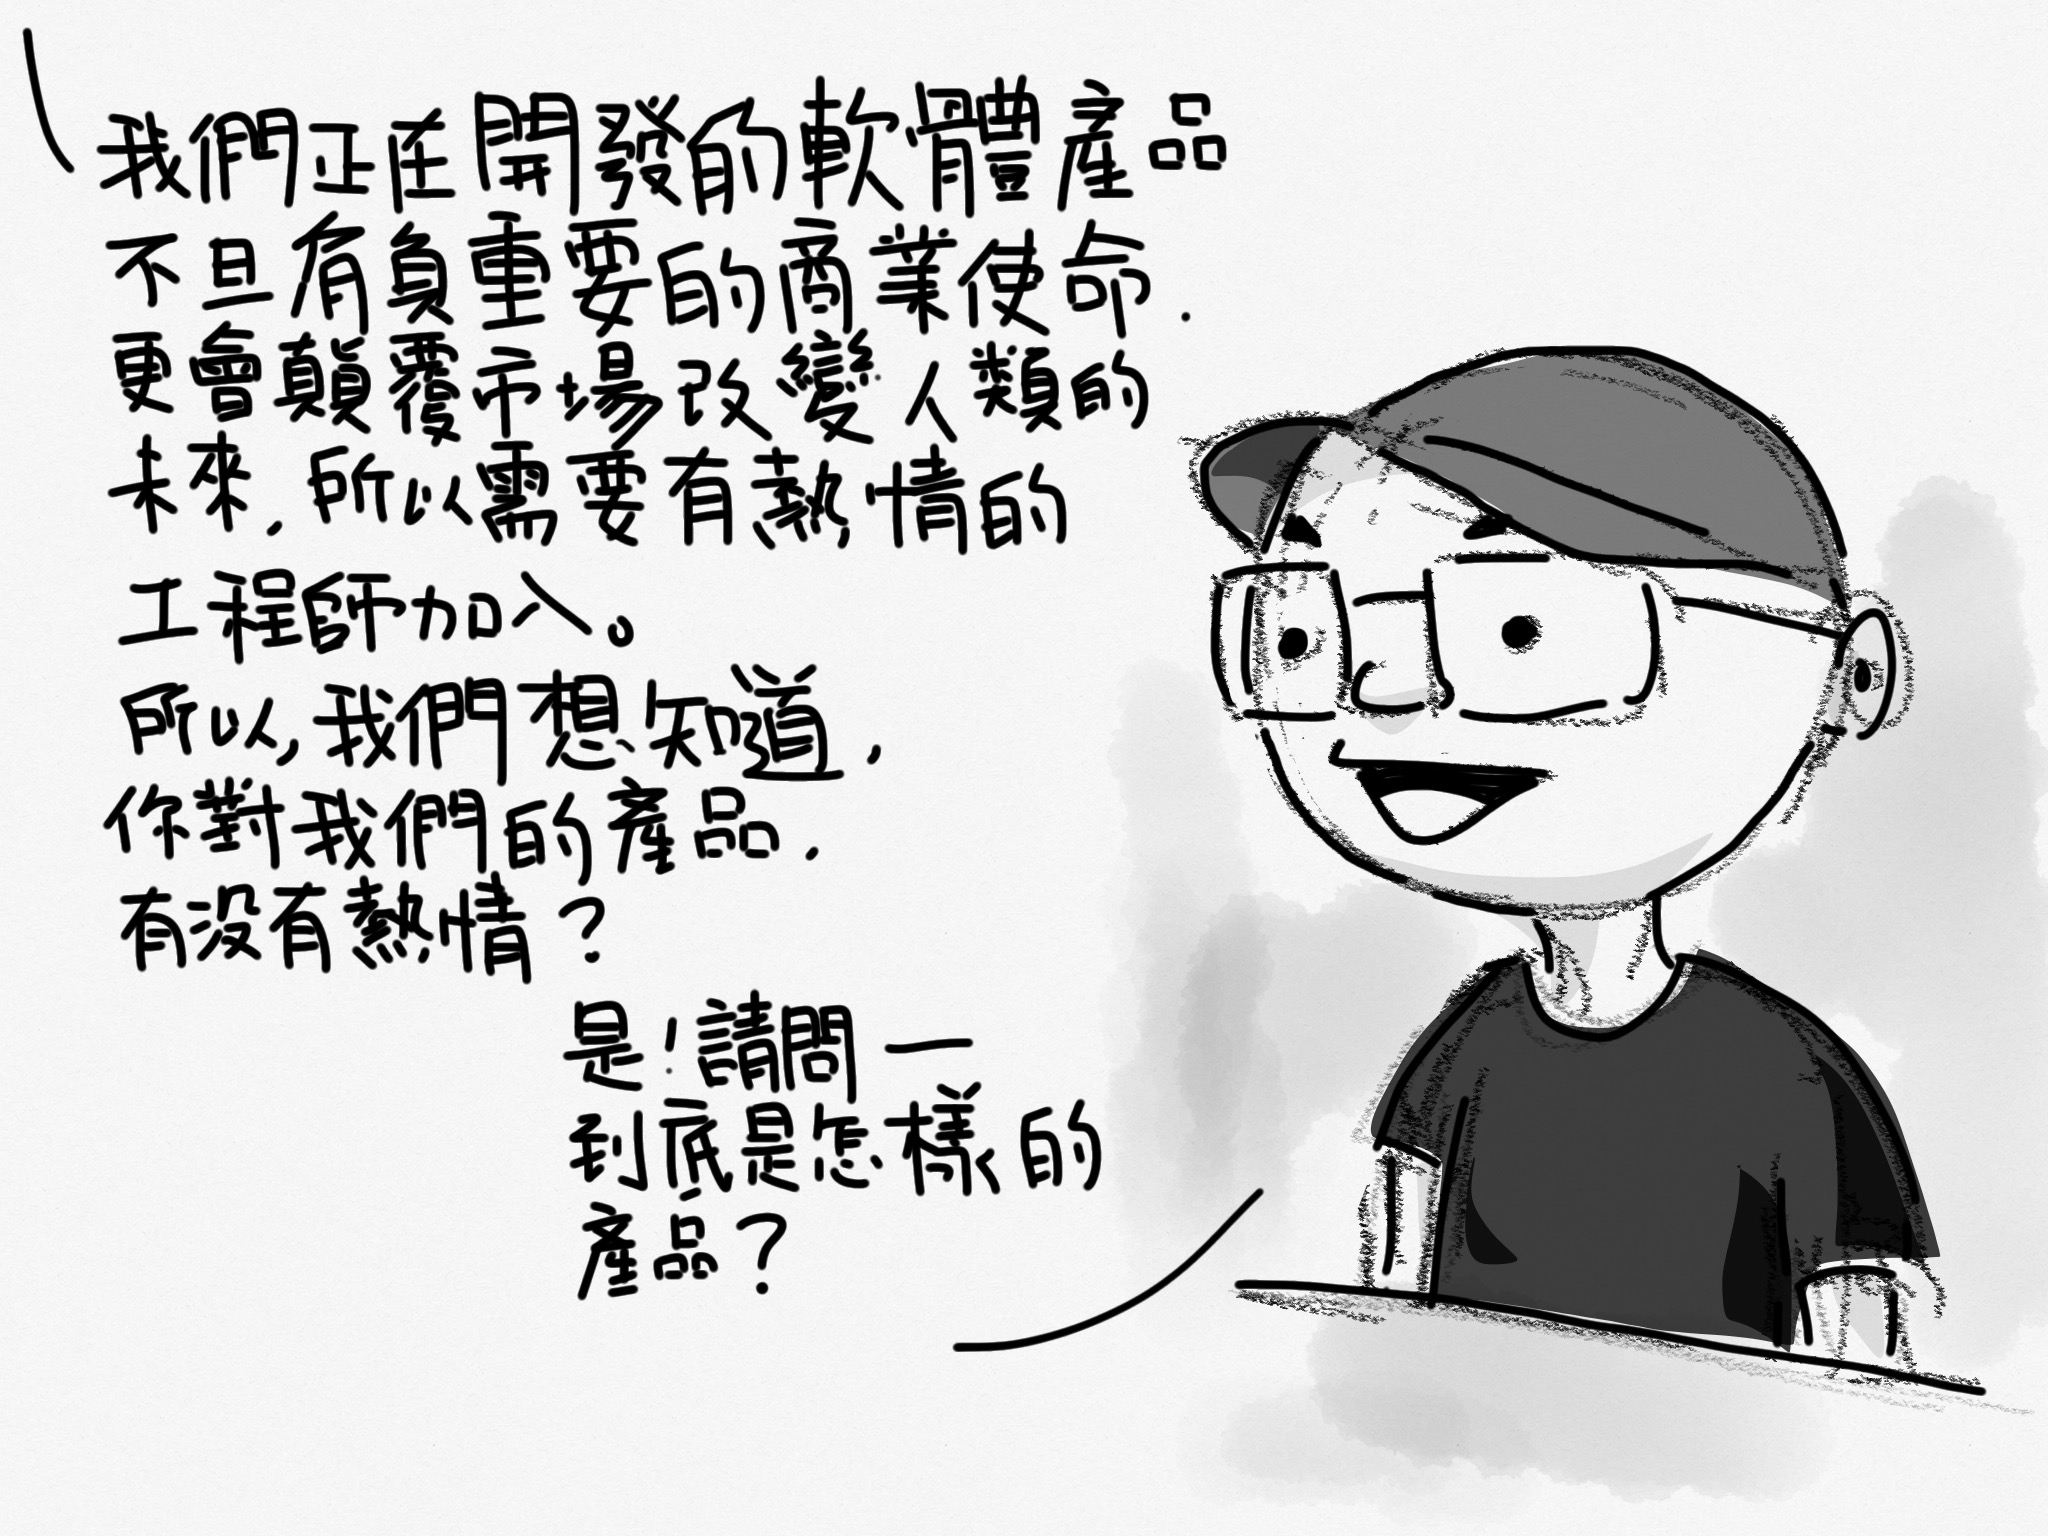 我們正在開發的軟體產品
不旦有負重要的商業使命.
更會顛覆市場改變人類的
未來, 所以需要有熱情的
工程師加入。
所以, 我們想知道,
你對我們的產品,
有沒有熱情？
是！請問一
到底是怎樣的
產品？